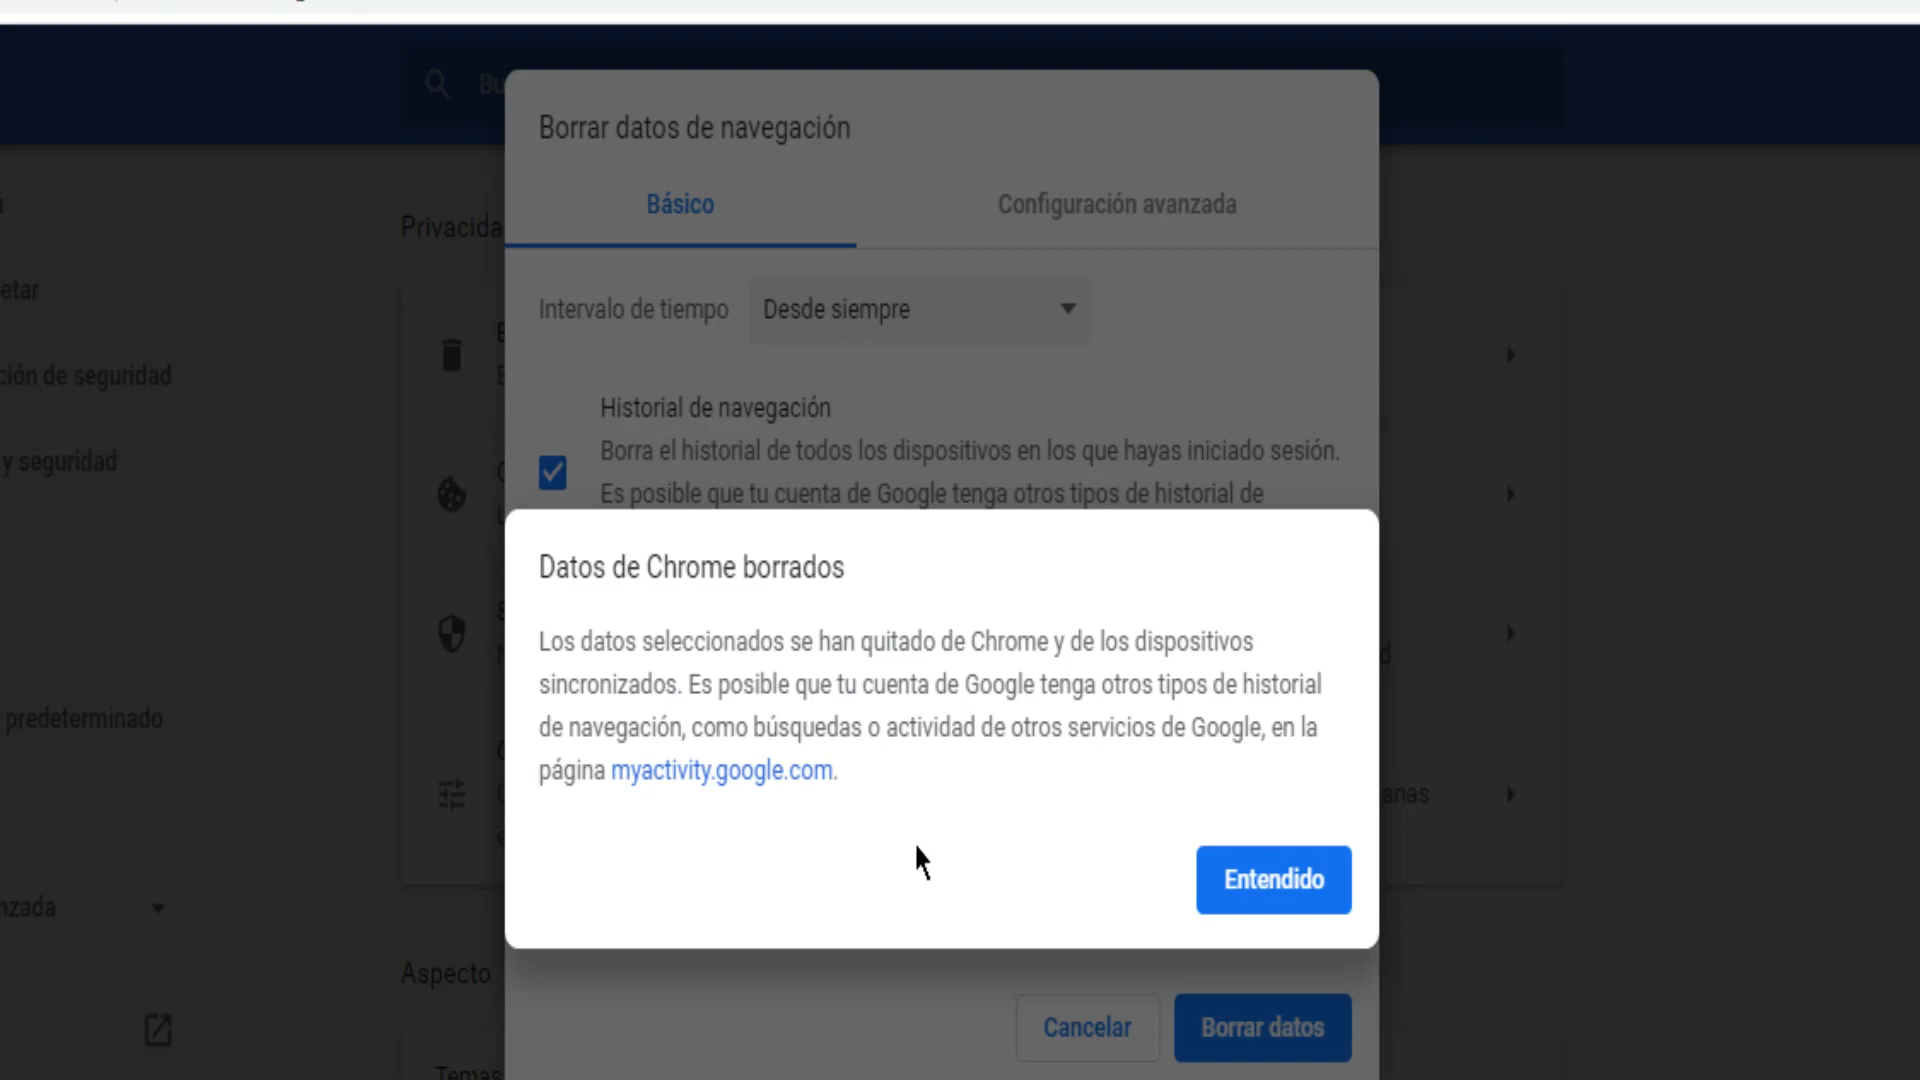 Borrar datos de navegación
Básico
Configuración avanzada
Privacida
etar
Intervalo de tiempo
Desde siempre
ción de seguridad
Historial de navegación
Borra el historial de todos los dispositivos en los que hayas iniciado sesión.
y seguridad
Es posible que tu cuenta de Google tenga otros tipos de historial de
Datos de Chrome borrados
Los datos seleccionados se han quitado de Chrome y de los dispositivos
sincronizados. Es posible que tu cuenta de Google tenga otros tipos de historial
de navegación, como búsquedas o actividad de otros servicios de Google, en la
página myactivity.google.com.
predeterminado
anas
Entendido
nzada
Aspecto
Cancelar
Borrar datos
Temas